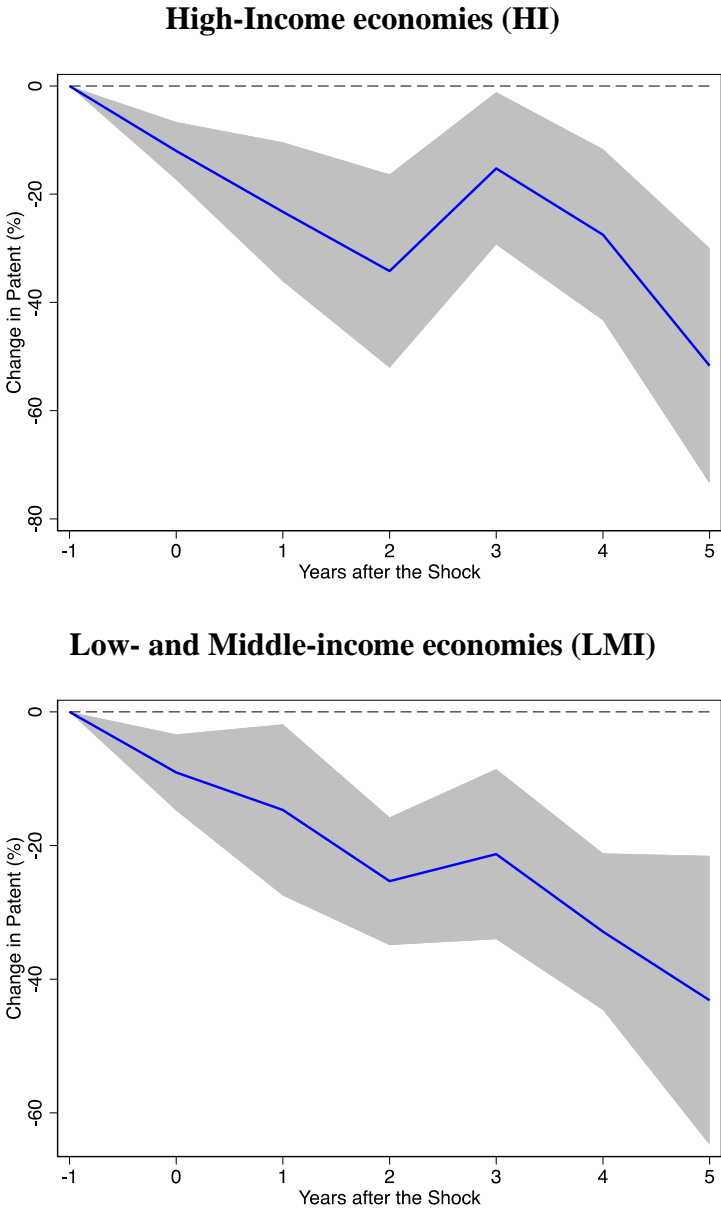 High-Income economies (HI)
0
-20
-40
-60
-80
Change in Patent (%)
-1 0 1 2 3 4 5
Years after the Shock
Low- and Middle-income economies (LMI)
0
-20
-40
-60
Change in Patent (%)
-1 0 1 2 3 4 5
Years after the Shock